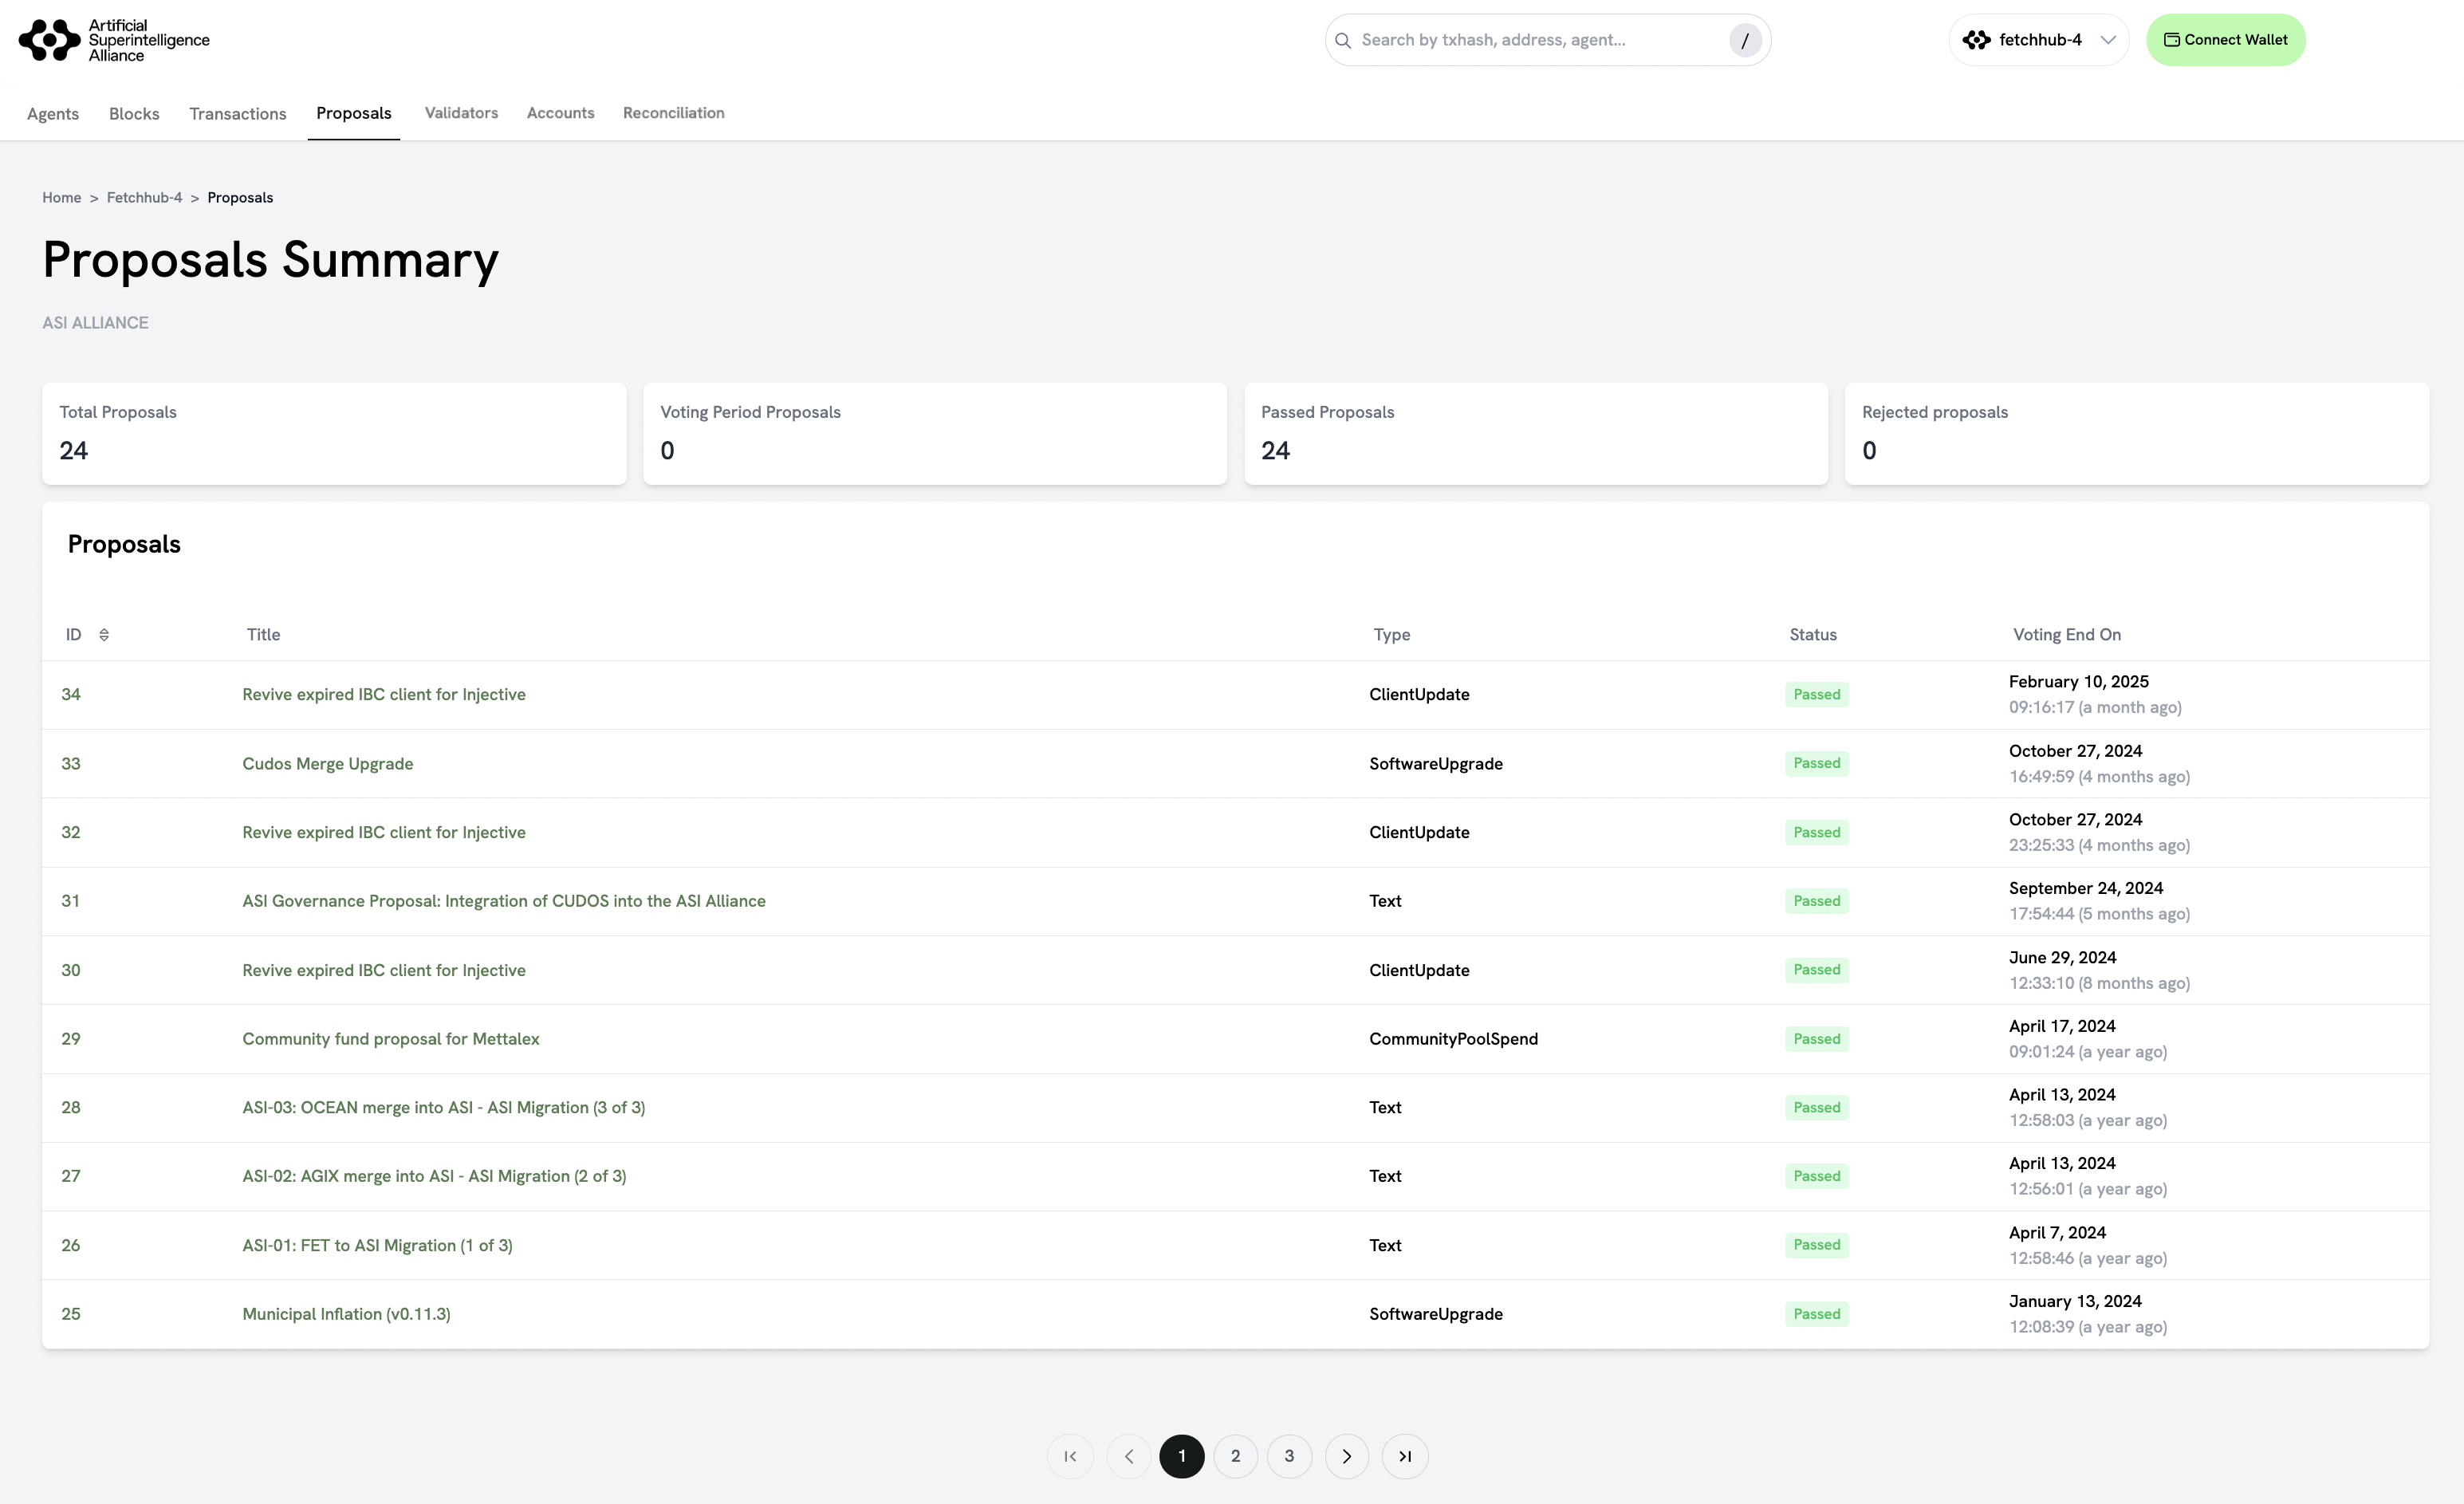 Artificial
Superintelligence
Alliance
Search by txhash, address, agent...
/
fetchhub-4
Connect Wallet
Agents
Blocks
Transactions
Proposals
Validators
Accounts
Reconciliation
Home > Fetchhub-4 > Proposals
Proposals Summary
ASI ALLIANCE
Total Proposals
24
Voting Period Proposals
0
Passed Proposals
24
Rejected proposals
0
Proposals
ID Title Type Status Voting End On
34 Revive expired IBC client for Injective ClientUpdate Passed February 10, 2025
09:16:17 (a month ago)
33 Cudos Merge Upgrade SoftwareUpgrade Passed October 27, 2024
16:49:59 (4 months ago)
32 Revive expired IBC client for Injective ClientUpdate Passed October 27, 2024
23:25:33 (4 months ago)
31 ASI Governance Proposal: Integration of CUDOS into the ASI Alliance Text Passed September 24, 2024
17:54:44 (5 months ago)
30 Revive expired IBC client for Injective ClientUpdate Passed June 29, 2024
12:33:10 (8 months ago)
29 Community fund proposal for Mettalex CommunityPoolSpend Passed April 17, 2024
09:01:24 (a year ago)
28 ASI-03: OCEAN merge into ASI - ASI Migration (3 of 3) Text Passed April 13, 2024
12:58:03 (a year ago)
27 ASI-02: AGIX merge into ASI - ASI Migration (2 of 3) Text Passed April 13, 2024
12:56:01 (a year ago)
26 ASI-01: FET to ASI Migration (1 of 3) Text Passed April 7, 2024
12:58:46 (a year ago)
25 Municipal Inflation (v0.11.3) SoftwareUpgrade Passed January 13, 2024
12:08:39 (a year ago)
1 2 3